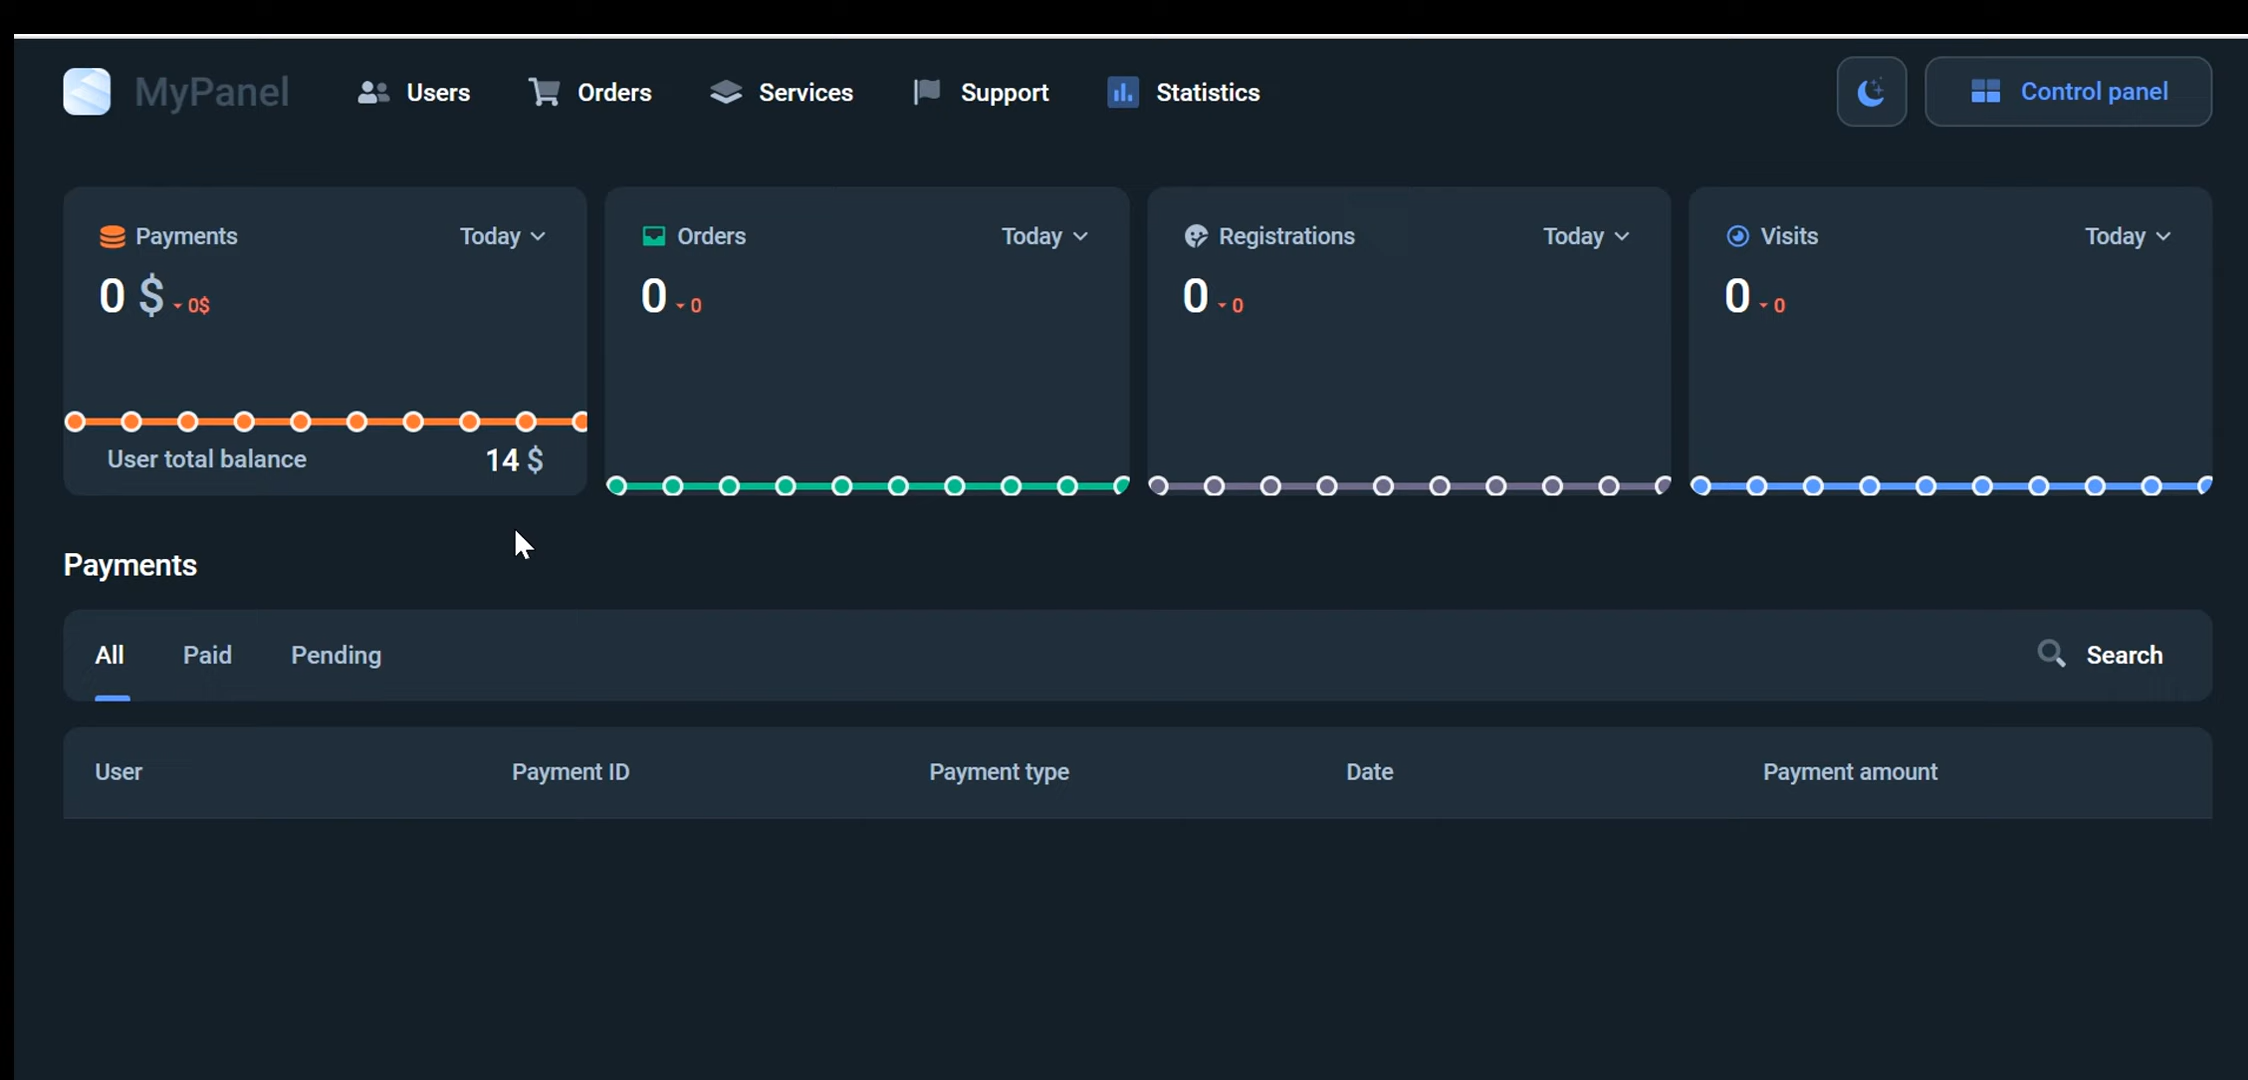 MyPanel Users Orders Services Support Statistics Control panel
Payments Today
0 $ 0$
User total balance 14 $
Orders Today
0 0
Registrations Today
0 0
Visits Today
0 0
Payments
All Paid Pending Search
User Payment ID Payment type Date Payment amount